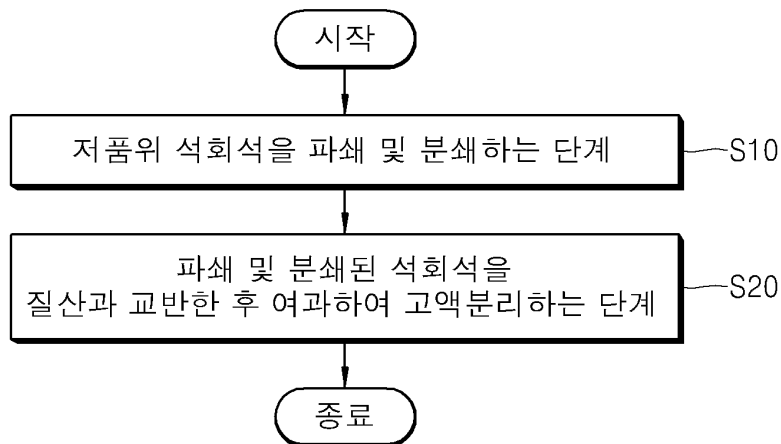 시작
저품위 석회석을 파쇄 및 분쇄하는 단계
S10
파쇄 및 분쇄된 석회석을
질산과 교반한 후 여과하여 고액분리하는 단계
S20
종료